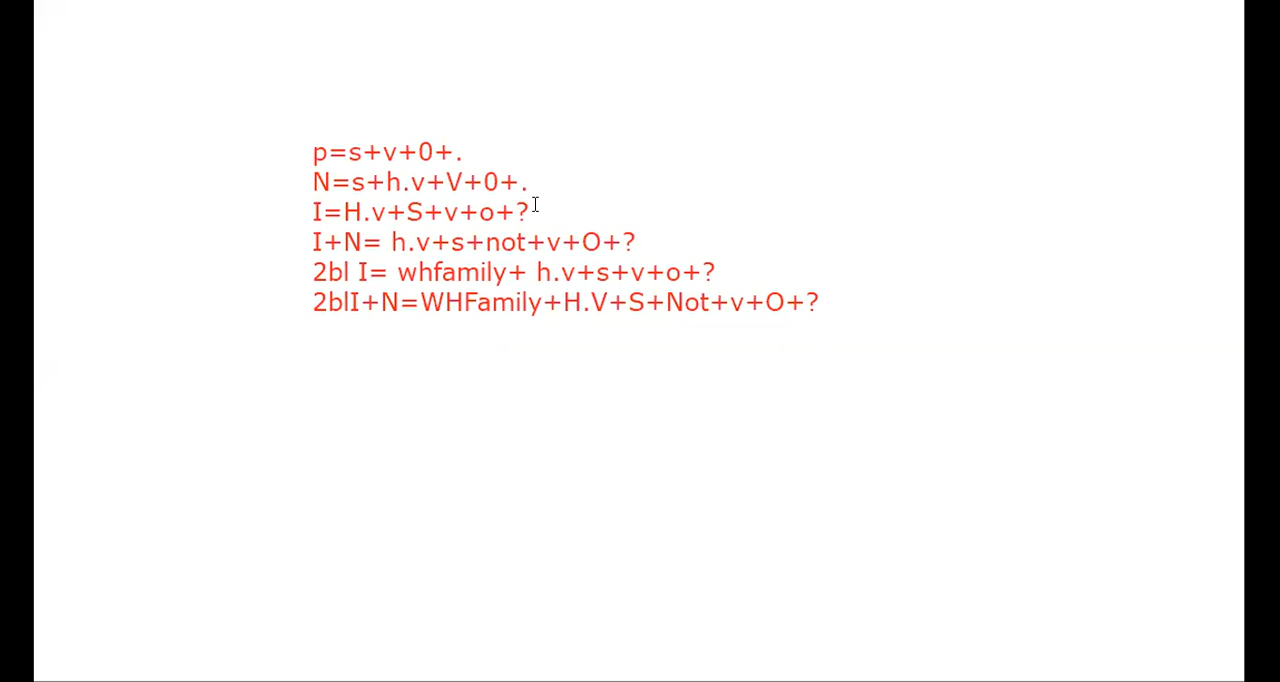 p=s+v+0+.
N=s+h.v+V+0+.
I=H.v+S+v+o+?
I+N= h.v+s+not+v+O+?
2bl I= whfamily+ h.v+s+v+o+?
2blI+N=WHFamily+H.V+S+Not+v+O+?